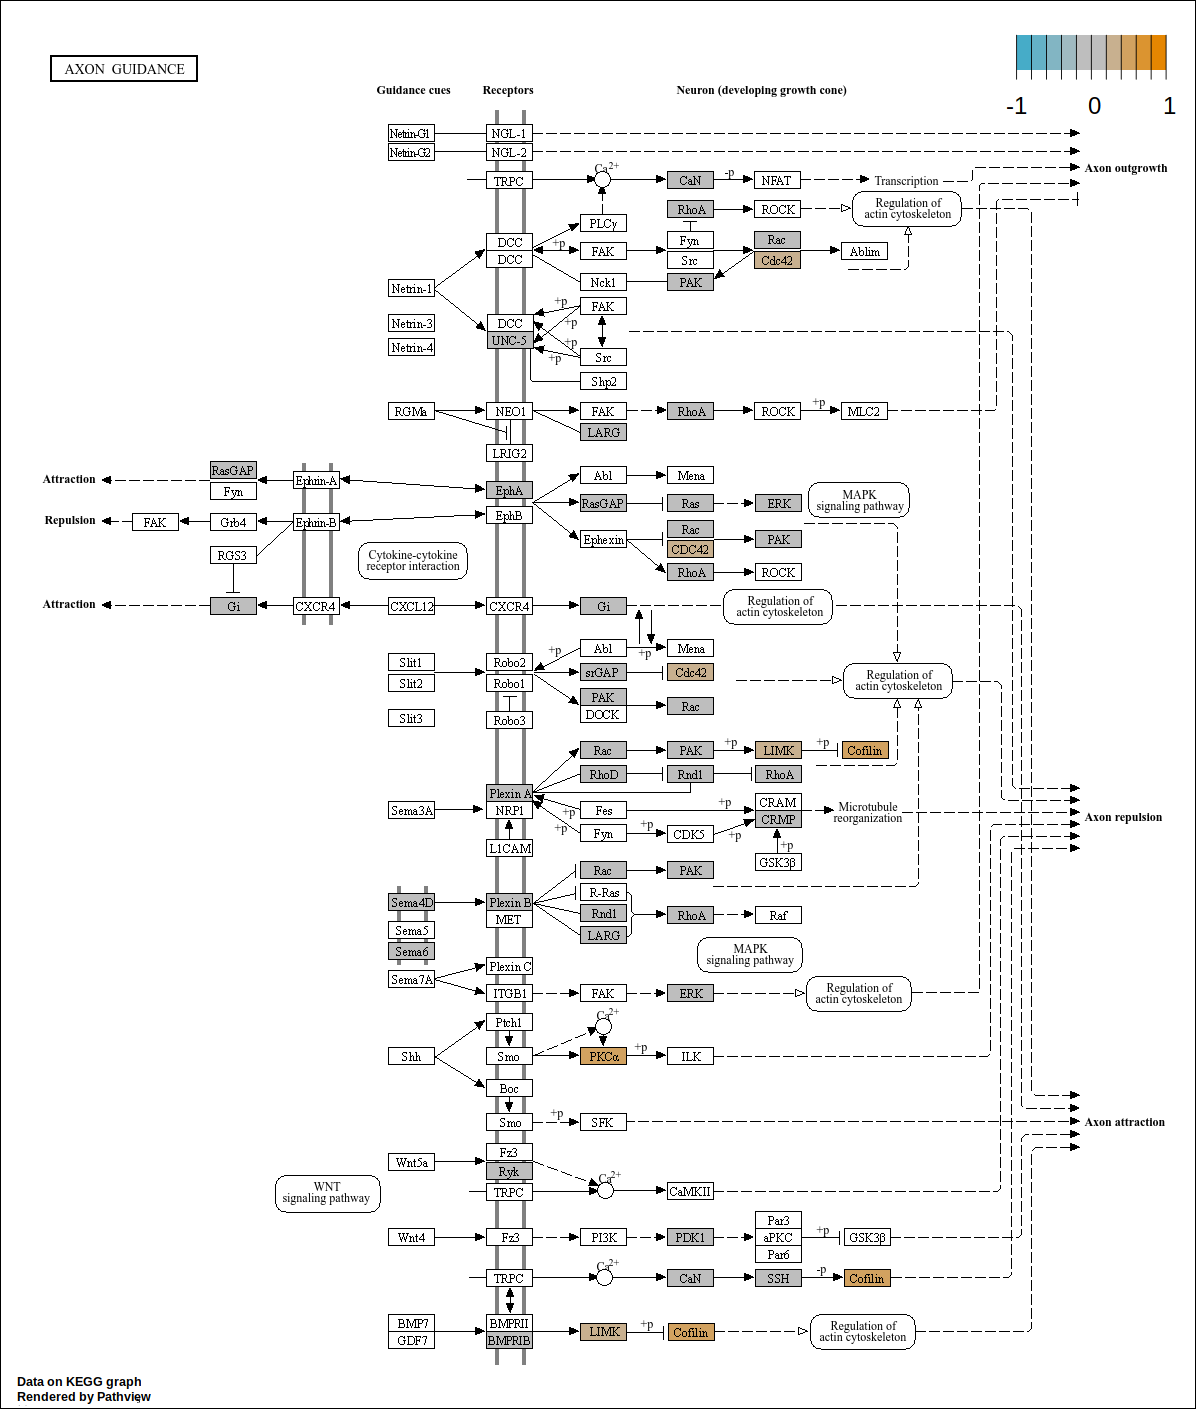 AXON GUIDANCE
-1 0 1
Guidance cues Receptors Neuron (developing growth cone)
Netrin-G1 NGL-1
Netrin-G2 NGL-2
Axon outgrowth
Ca2+
TRPC CaN -p NFAT Transcription
RhoA ROCK Regulation of
actin cytoskeleton
PLCγ
DCC +p FAK Fyn Rac Ablim
DCC Src Cdc42
Netrin-1 Nck1 PAK
+p FAK
Netrin-3 DCC +p
UNC-5 +p
Netrin-4 +p Src
Shp2
RGMa NEO1 FAK RhoA ROCK +p MLC2
LARG
LRIG2
Attraction RasGAP Ephrin-A Abl Mena
Fyn EphA MAPK
signaling pathway
RasGAP Ras ERK
Repulsion FAK Grb4 Ephrin-B EphB
Rac
Ephexin CDC42 PAK
RGS3 Cytokine-cytokine
receptor interaction
RhoA ROCK
Attraction Gi CXCR4 CXCL12 CXCR4 Gi Regulation of
actin cytoskeleton
+p Abl +p Mena
Slit1 Robo2 srGAP Cdc42
Slit2 Robo1 Regulation of
actin cytoskeleton
PAK Rac
DOCK
Slit3 Robo3
Rac PAK +p LIMK +p Cofilin
RhoD Rnd1 RhoA
Plexin A
Sema3A NRP1 +p Fes +p CRAM Microtubule
reorganization
CRMP
Axon repulsion
+p Fyn +p CDK5 +p
L1CAM +p
GSK3β
Rac PAK
R-Ras
Sema4D Plexin B Rnd1 RhoA Raf
MET
Sema5 LARG
Sema6 MAPK
signaling pathway
Sema7A Plexin C
ITGB1 FAK ERK Regulation of
actin cytoskeleton
Ptch1 Ca2+
Shh Smo PKCα +p ILK
Boc
Smo +p SFK
Axon attraction
Wnt5a Fz3
Ryk
Ca2+
WNT
signaling pathway
TRPC CaMKII
Par3
Wnt4 Fz3 PI3K PDK1 aPKC +p GSK3β
Par6
Ca2+
TRPC CaN SSH -p Cofilin
BMP7 BMPRII LIMK +p Cofilin Regulation of
actin cytoskeleton
GDF7 BMPRIB
Data on KEGG graph
Rendered by Pathview